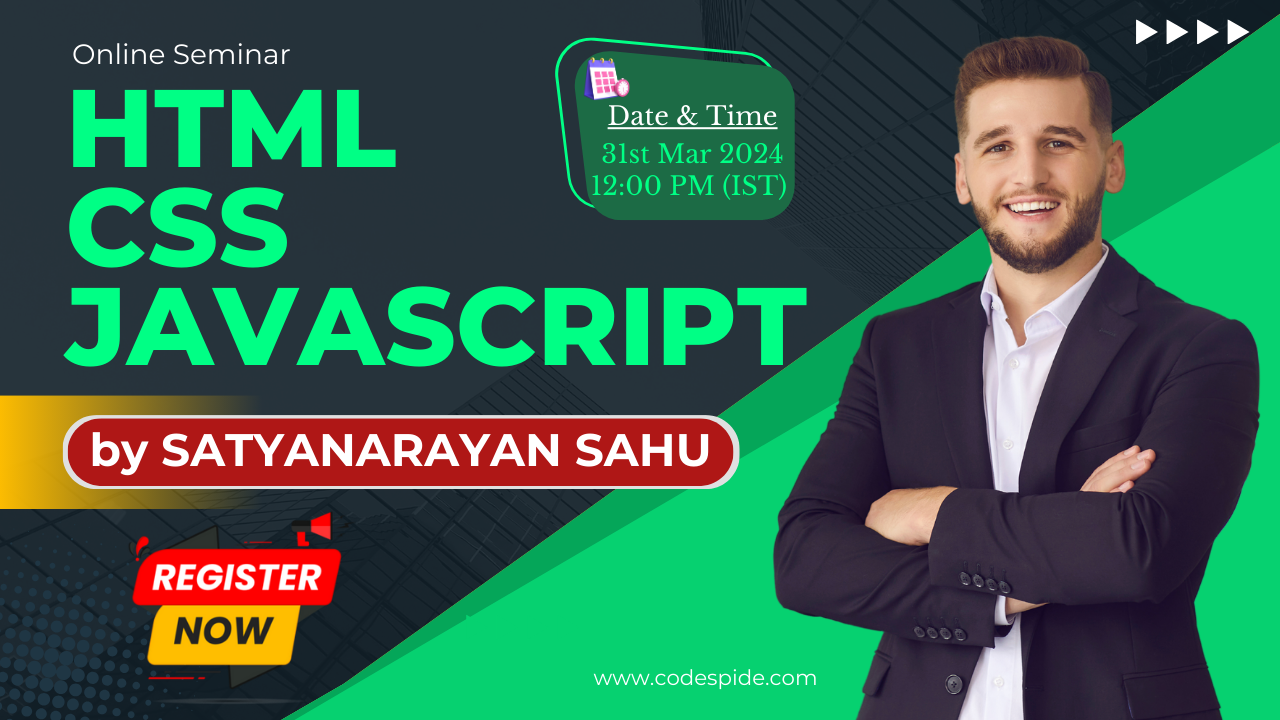 Online Seminar
HTML
CSS
JAVASCRIPT
Date & Time
31st Mar 2024
12:00 PM (IST)
by SATYANARAYAN SAHU
REGISTER
NOW
www.codespide.com